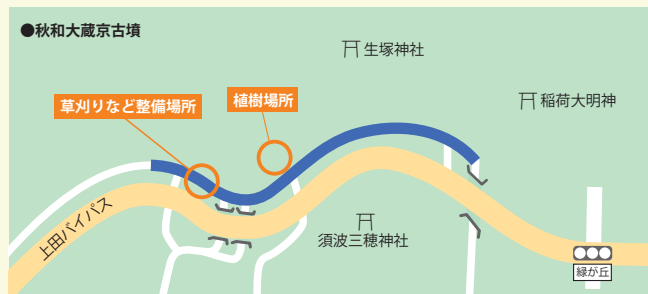 ●秋和大蔵京古墳
生塚神社
稲荷大明神
植樹場所
草刈りなど整備場所
上田バイパス
須波三穂神社
緑が丘